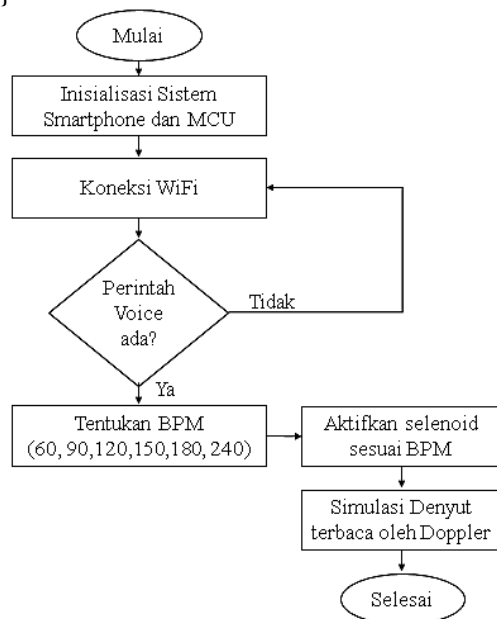 Mulai
Inisialisasi Sistem
Smartphone dan MCU
Koneksi WiFi
Perintah
Voice
ada?
Tidak
Ya
Tentukan BPM
(60, 90,120,150,180, 240)
Aktifkan selenoid
sesuai BPM
Simulasi Denyut
terbaca oleh Doppler
Selesai